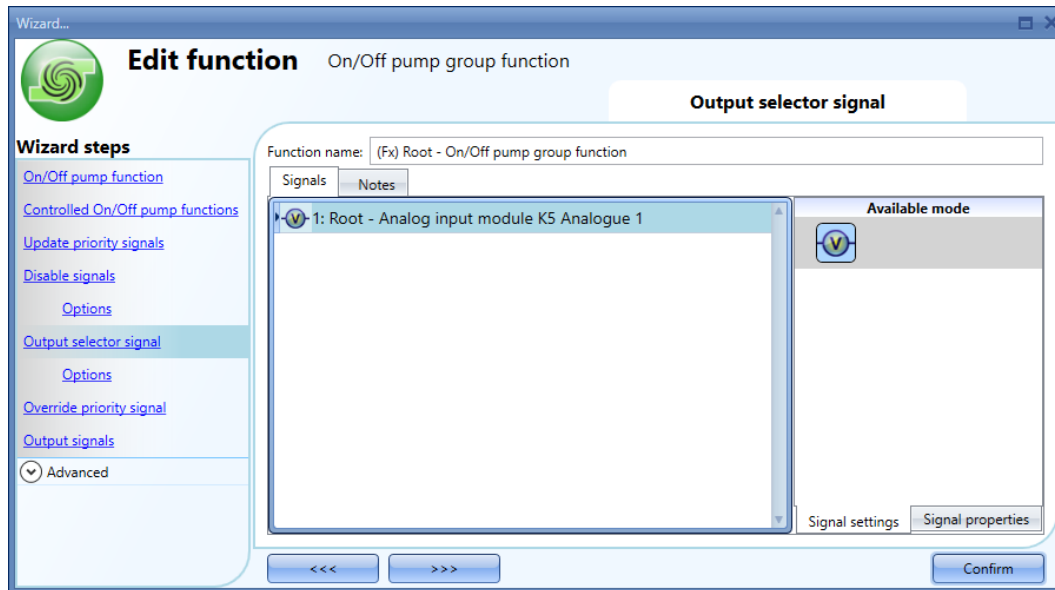 Wizard...
Edit function
On/Off pump group function
Output selector signal
Wizard steps
On/Off pump function
Controlled On/Off pump functions
Update priority signals
Disable signals
Options
Output selector signal
Options
Override priority signal
Output signals
Advanced
Function name: (Fx) Root - On/Off pump group function
Signals Notes
V 1: Root - Analog input module K5 Analogue 1
Available mode
V
Signal settings Signal properties
<<< >>> Confirm